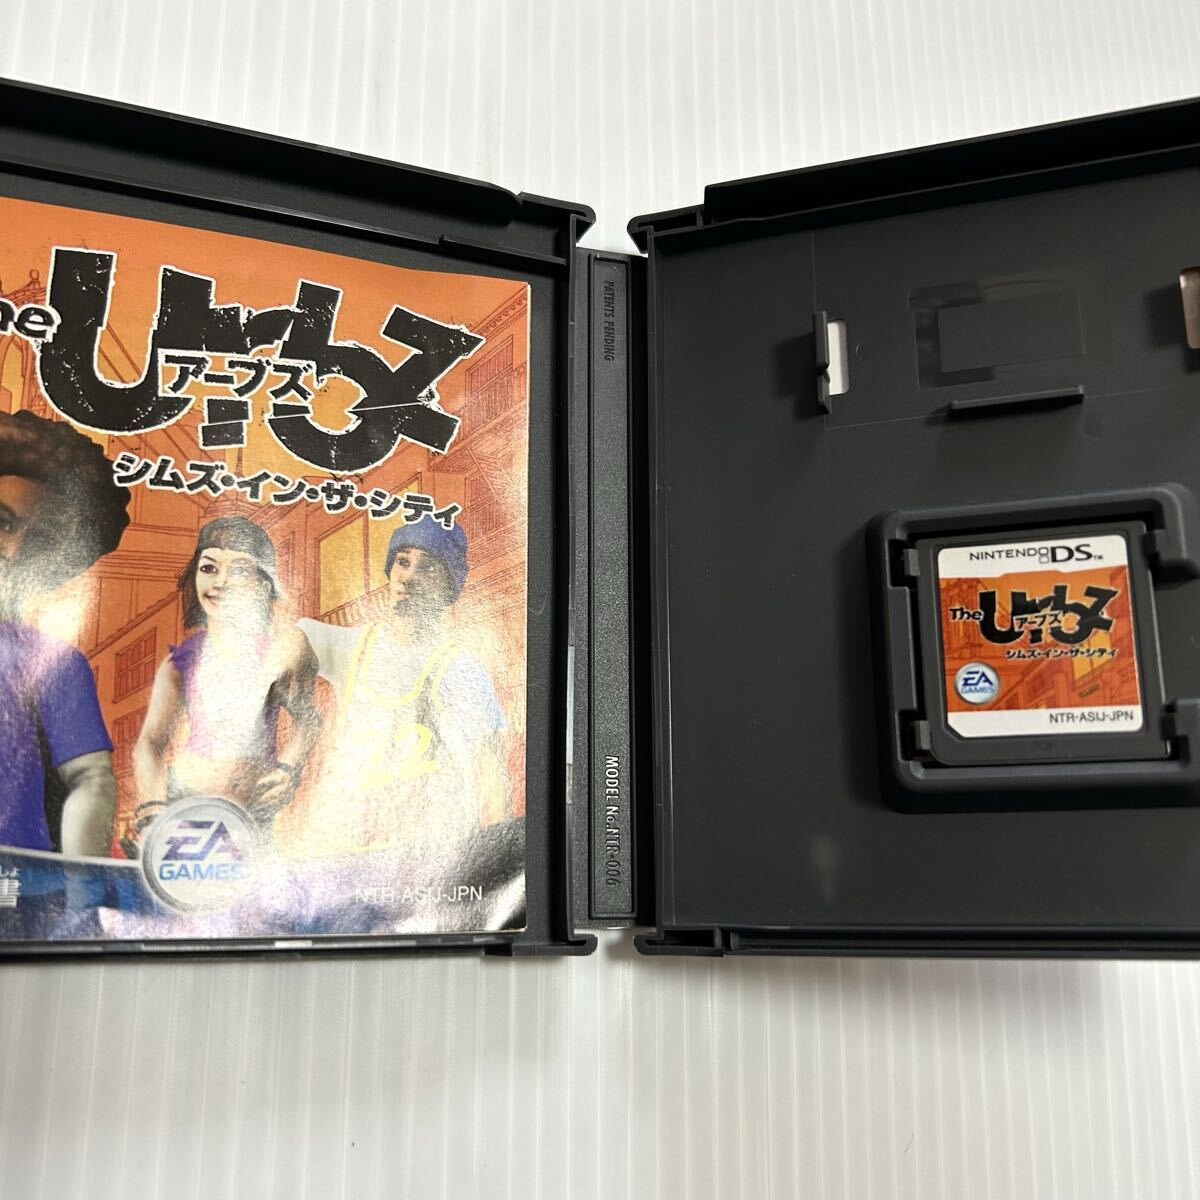 The Urbz
アーブズ
シムズ・イン・ザ・シティ
22
EA
GAMES
書
NTR-ASIJ-JPN
PATENTS PENDING
MODEL No.NTR-006
NINTENDO DS™
The Urbz
アーブズ
シムズ・イン・ザ・シティ
EA
GAMES
NTR-ASIJ-JPN